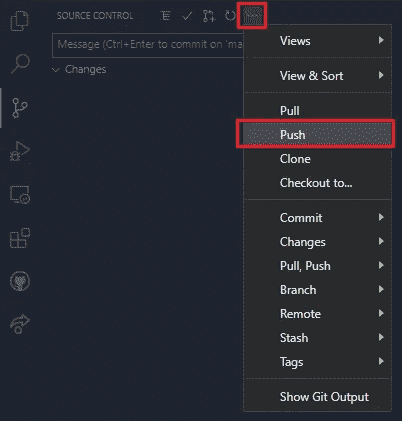 SOURCE CONTROL
Message (Ctrl+Enter to commit on 'ma
Changes
Views
View & Sort
Pull
Push
Clone
Checkout to...
Commit
Changes
Pull, Push
Branch
Remote
Stash
Tags
Show Git Output